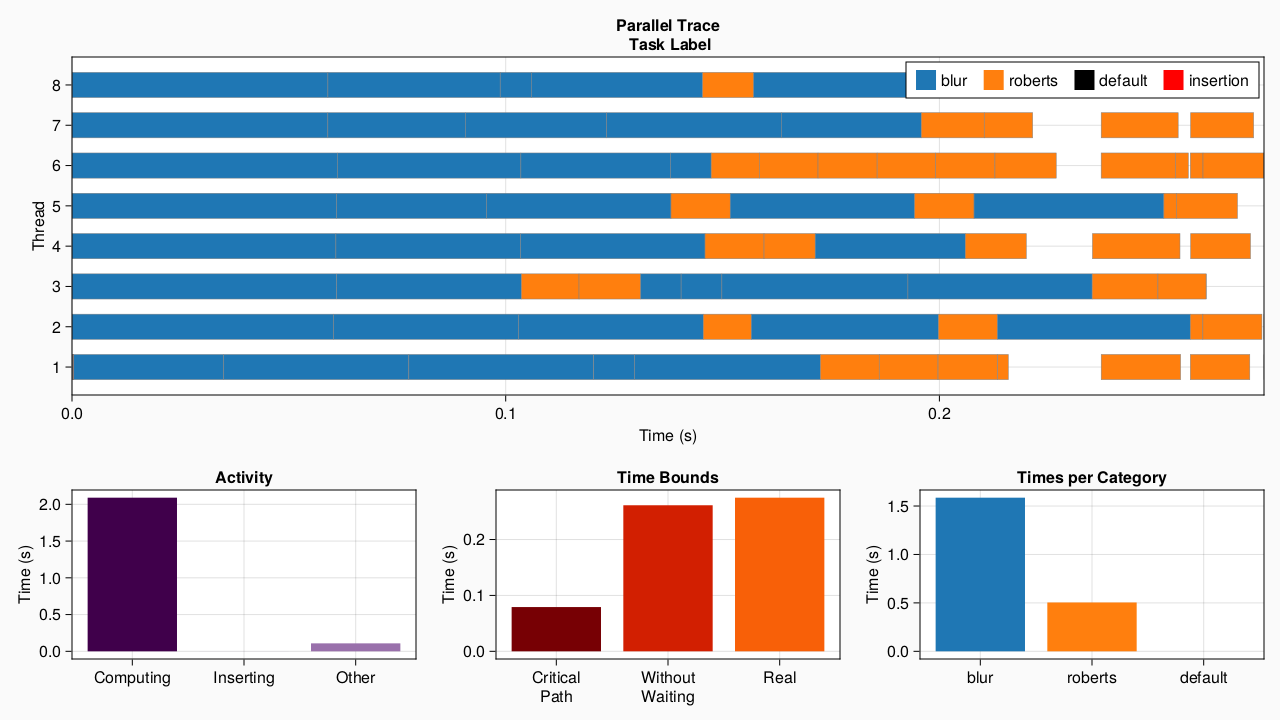 Parallel Trace
Task Label
blur roberts default insertion
Thread
8
7
6
5
4
3
2
1
0.0 0.1 0.2
Time (s)
Activity
Time (s)
2.0
1.5
1.0
0.5
0.0
Computing Inserting Other
Time Bounds
Time (s)
0.2
0.1
0.0
Critical Path Without Waiting Real
Times per Category
Time (s)
1.5
1.0
0.5
0.0
blur roberts default